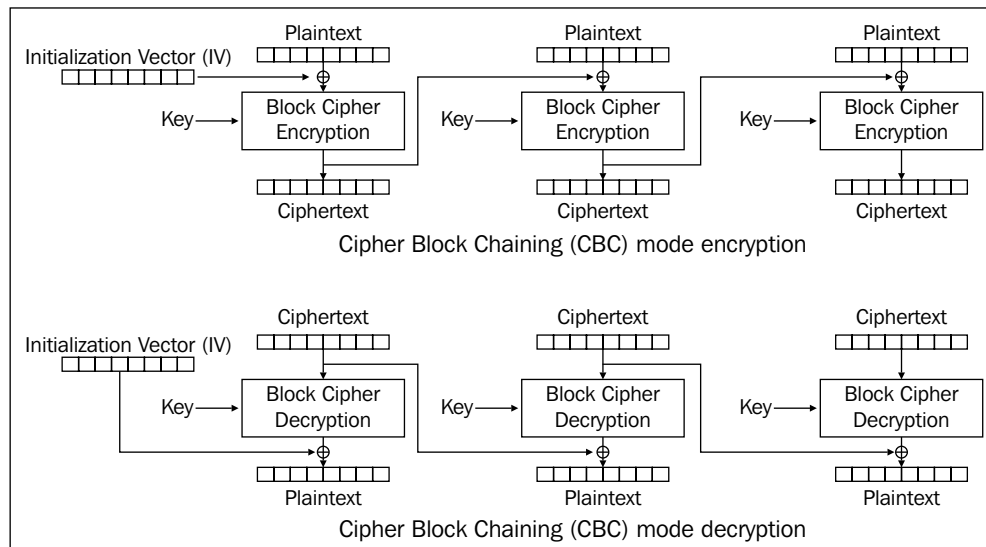 Plaintext
Plaintext
Plaintext
Initialization Vector (IV)
Key
Block Cipher
Encryption
Key
Block Cipher
Encryption
Key
Block Cipher
Encryption
Ciphertext
Ciphertext
Ciphertext
Cipher Block Chaining (CBC) mode encryption
Ciphertext
Ciphertext
Ciphertext
Initialization Vector (IV)
Key
Block Cipher
Decryption
Key
Block Cipher
Decryption
Key
Block Cipher
Decryption
Plaintext
Plaintext
Plaintext
Cipher Block Chaining (CBC) mode decryption